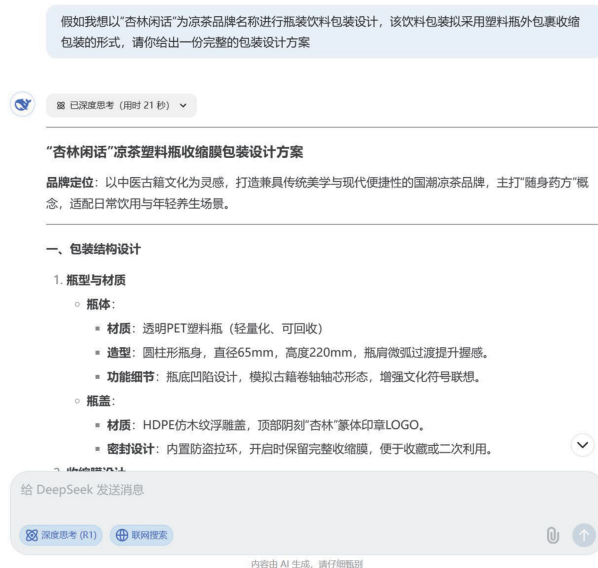 假如我想以“杏林闲话”为凉茶品牌名称进行瓶装饮料包装设计，该饮料包装拟采用塑料瓶外包裹收缩
包装的形式，请你给出一份完整的包装设计方案
已深度思考（用时 21 秒）
“杏林闲话”凉茶塑料瓶收缩膜包装设计方案
品牌定位：以中医古籍文化为灵感，打造兼具传统美学与现代便捷性的国潮凉茶品牌，主打“随身药方”概
念，适配日常饮用与年轻养生场景。
一、包装结构设计
1. 瓶型与材质
瓶体：
材质：透明PET塑料瓶（轻量化、可回收）
造型：圆柱形瓶身，直径65mm，高度220mm，瓶肩微弧过渡提升握感。
功能细节：瓶底凹陷设计，模拟古籍卷轴轴芯形态，增强文化符号联想。
瓶盖：
材质：HDPE仿木纹浮雕盖，顶部阴刻“杏林”篆体印章LOGO。
密封设计：内置防盗拉环，开启时保留完整收缩膜，便于收藏或二次利用。
2. 收缩膜设计
给 DeepSeek 发送消息
深度思考 (R1)
联网搜索
内容由 AI 生成，请仔细甄别